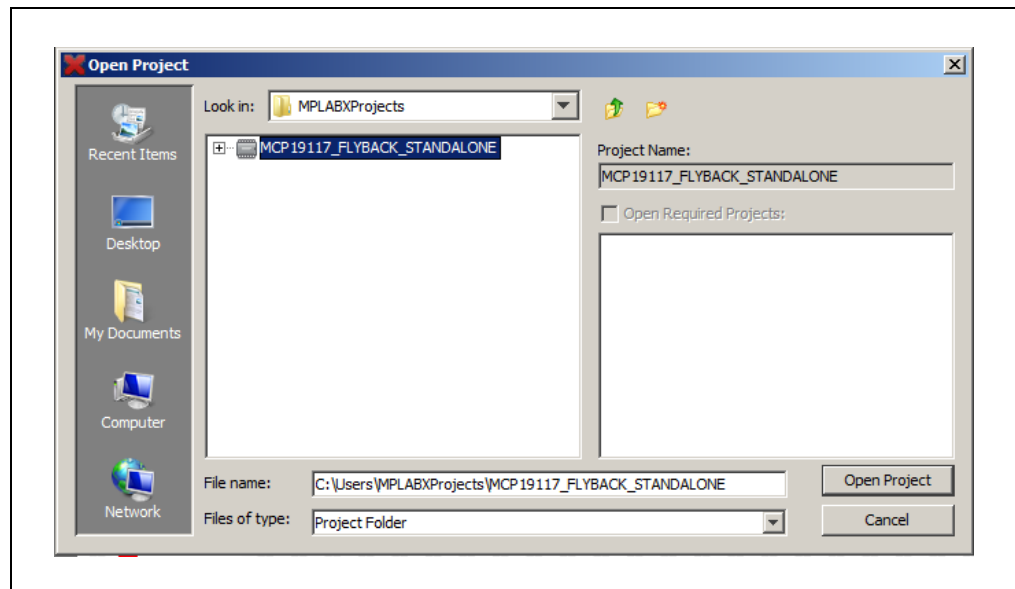 Open Project
Look in: MPLABXProjects
Recent Items
Desktop
My Documents
Computer
Network
MCP19117_FLYBACK_STANDALONE
Project Name:
MCP19117_FLYBACK_STANDALONE
Open Required Projects:
File name: C:\Users\MPLABXProjects\MCP19117_FLYBACK_STANDALONE
Open Project
Files of type: Project Folder
Cancel